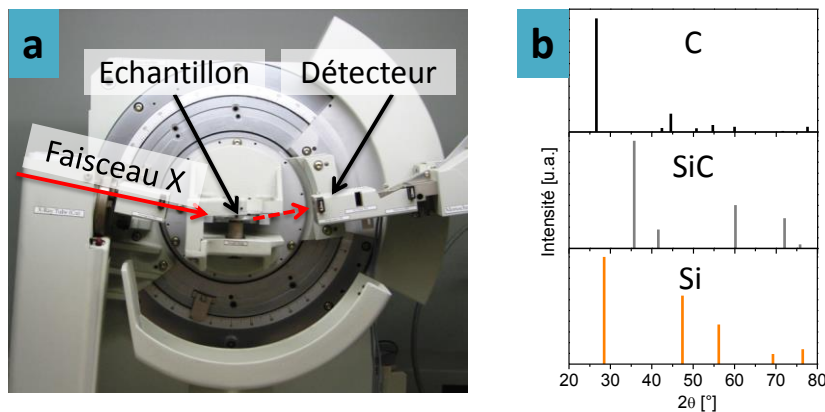 a
Echantillon
Détecteur
Faisceau X
b
C
SiC
Si
Intensité [u.a.]
20 30 40 50 60 70 80
2θ [°]